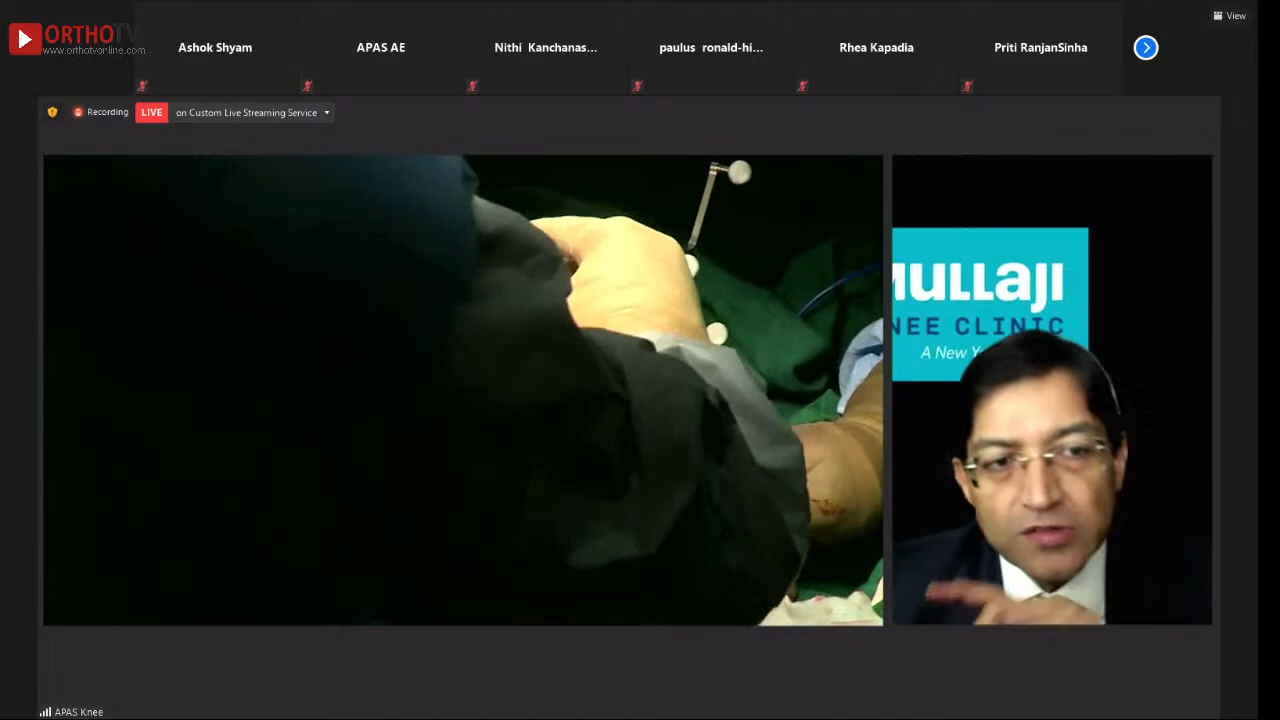 ORTHOTV
www.orthotvonline.com
Ashok Shyam
APAS AE
Nithi Kanchanas...
paulus ronald-hi...
Rhea Kapadia
Priti RanjanSinha
View
Recording
LIVE
on Custom Live Streaming Service
MULLAJI
NEE CLINIC
A New
APAS Knee